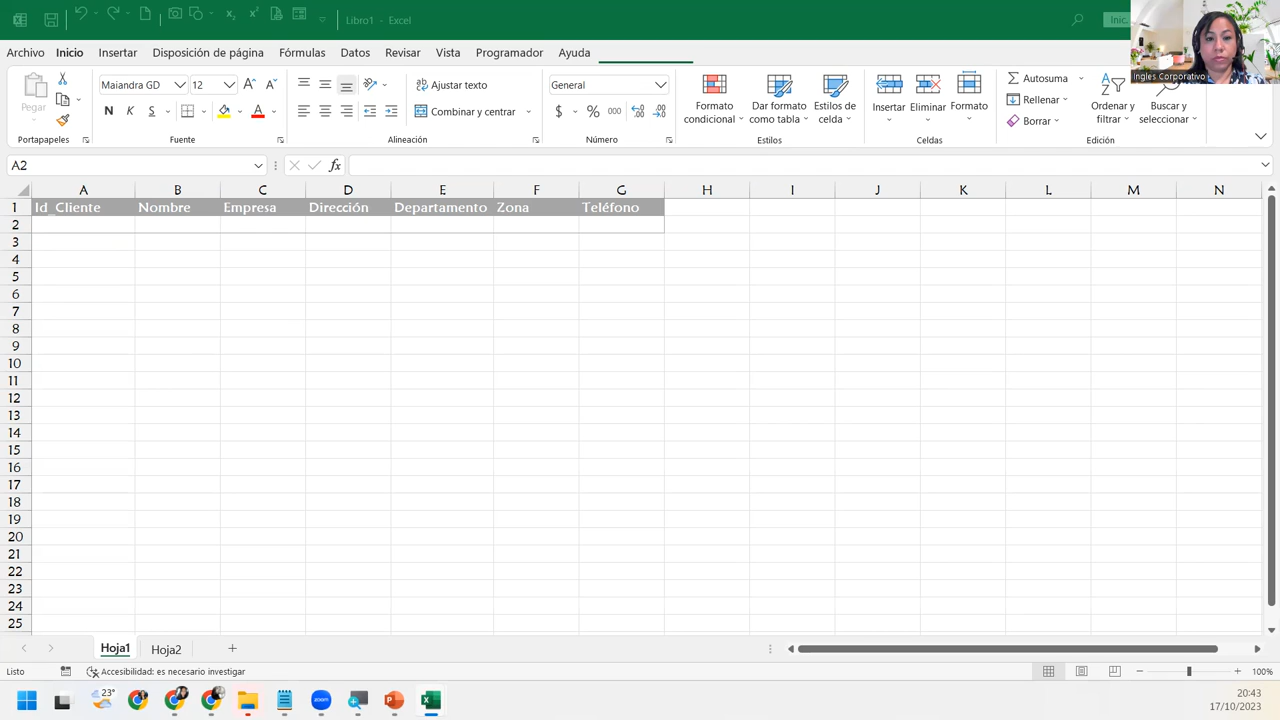 Libro1 - Excel
Inic.
Archivo Inicio Insertar Disposición de página Fórmulas Datos Revisar Vista Programador Ayuda
Ingles Corporativo
Pegar
Maiandra GD 12
N K S
Ajustar texto
Combinar y centrar
General
$ % 000
Formato condicional
Dar formato como tabla
Estilos de celda
Insertar
Eliminar
Formato
Autosuma
Rellenar
Borrar
Ordenar y filtrar
Buscar y seleccionar
Portapapeles Fuente Alineación Número Estilos Celdas Edición
A2
fx
A B C D E F G H I J K L M N
1 Id_Cliente Nombre Empresa Dirección Departamento Zona Teléfono
2
3
4
5
6
7
8
9
10
11
12
13
14
15
16
17
18
19
20
21
22
23
24
25
Hoja1 Hoja2
Listo Accesibilidad: es necesario investigar 100%
23°
zoom
20:43
17/10/2023